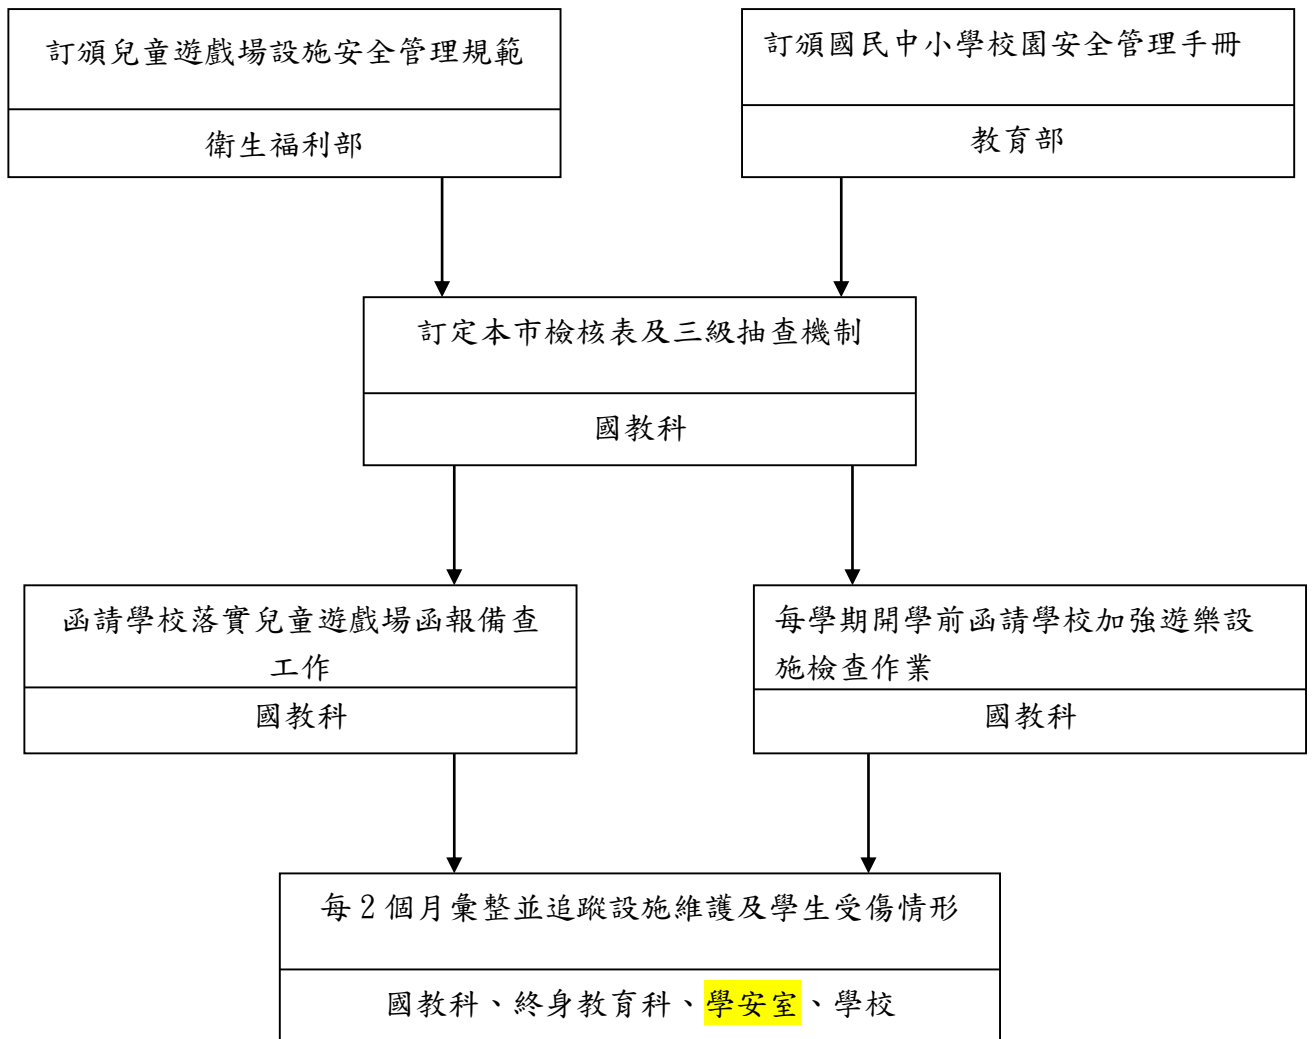 訂頒兒童遊戲場設施安全管理規範
衛生福利部
訂頒國民中小學校園安全管理手冊
教育部
訂定本市檢核表及三級抽查機制
國教科
函請學校落實兒童遊戲場函報備查
工作
國教科
每學期開學前函請學校加強遊樂設
施檢查作業
國教科
每2個月彙整並追蹤設施維護及學生受傷情形
國教科、終身教育科、學安室、學校